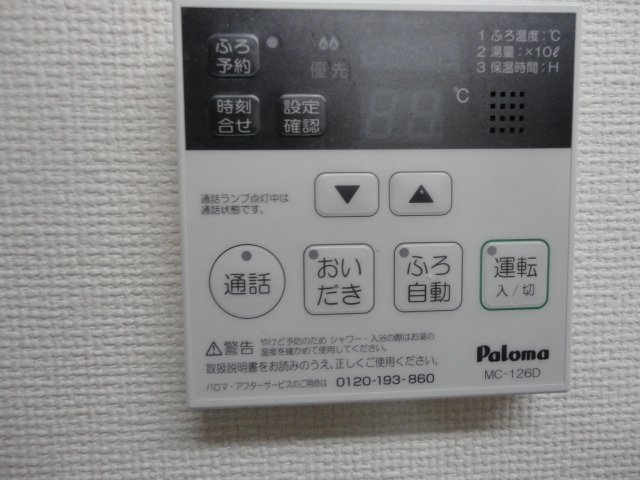 ふろ予約
優先
1 ふろ温度:℃
2 湯量:×10ℓ
3 保温時間:H
時刻合せ
設定確認
℃
通話ランプ点灯中は
通話状態です。
▼
▲
通話
おいだき
ふろ自動
運転
入/切
⚠警告 やけど予防のため シャワー・入浴の際はお湯の
温度を確かめて使用してください。
取扱説明書をお読みのうえ、正しくご使用ください。
パロマ・アフターサービスのご用命は 0120-193-860
Paloma
MC-126D